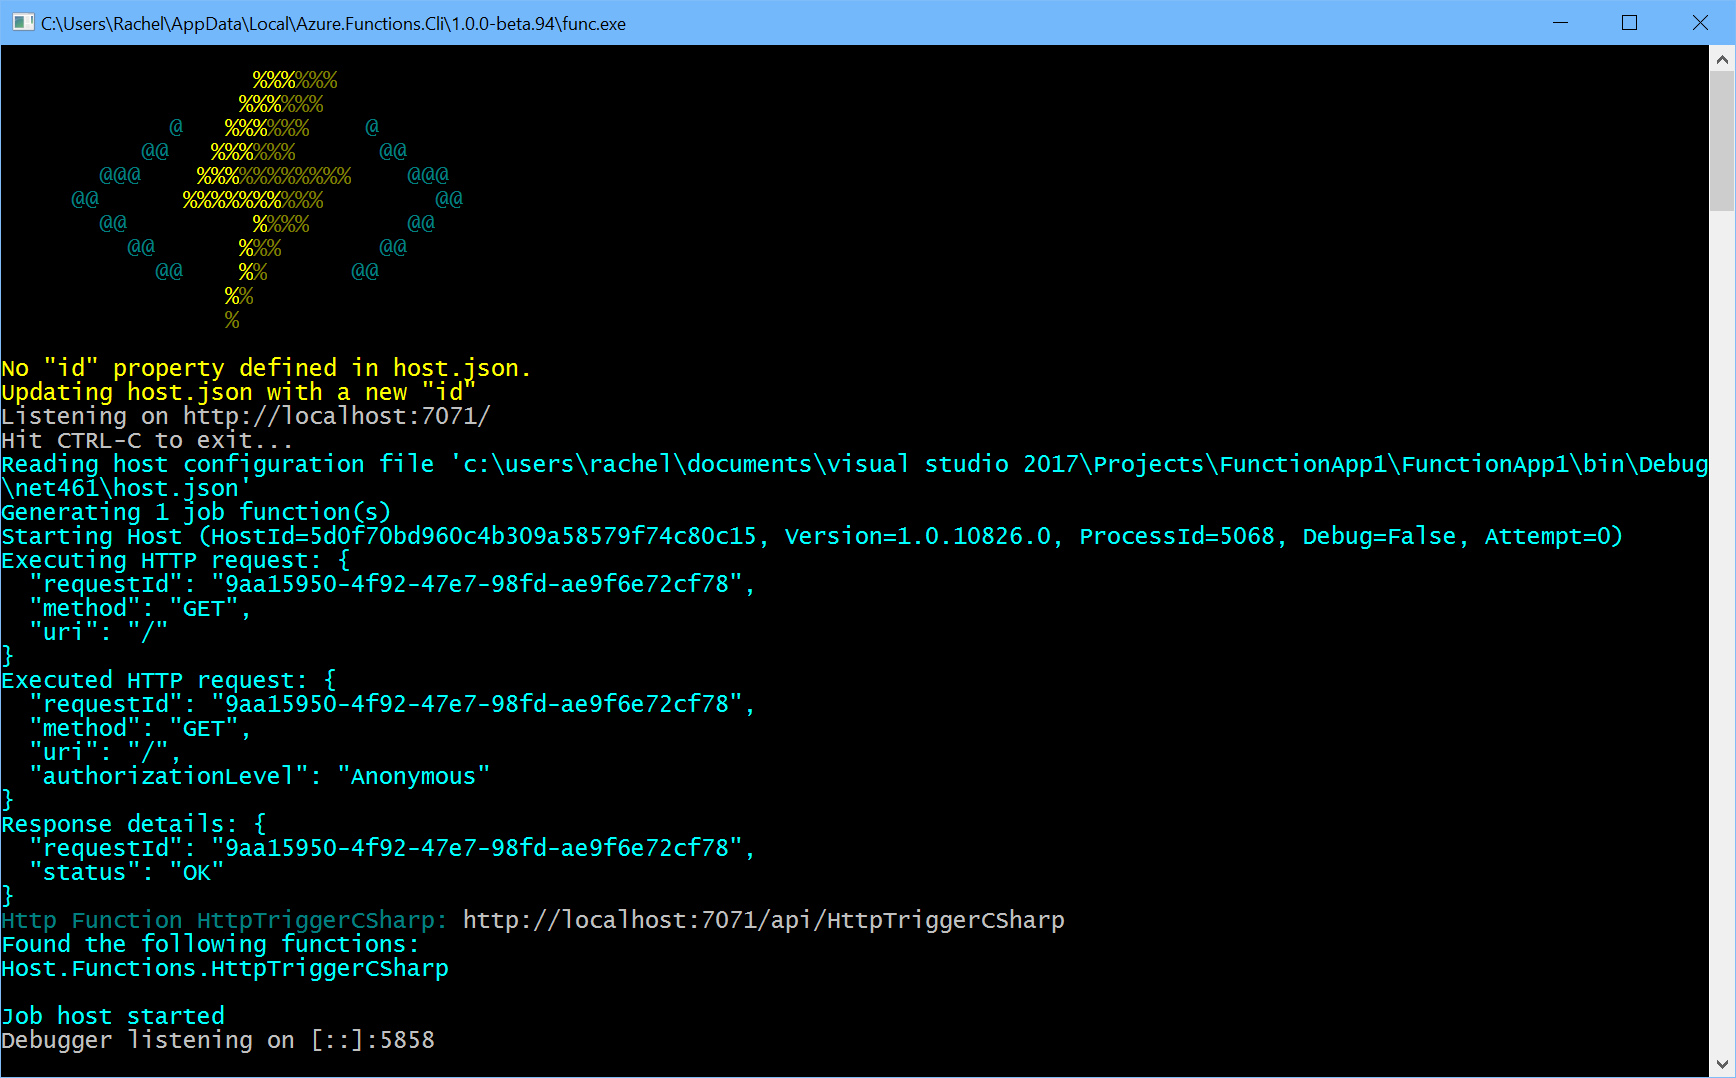 C:\Users\Rachel\AppData\Local\Azure.Functions.Cli\1.0.0-beta.94\func.exe
                  %%%%%%
                 %%%%%%
            @   %%%%%%    @
          @@   %%%%%%      @@
       @@@    %%%%%%%%%%%    @@@
     @@      %%%%%%%%%%        @@
       @@         %%%%       @@
         @@      %%%       @@
           @@    %%      @@
                %%
                %
No "id" property defined in host.json.
Updating host.json with a new "id"
Listening on http://localhost:7071/
Hit CTRL-C to exit...
Reading host configuration file 'c:\users\rachel\documents\visual studio 2017\Projects\FunctionApp1\FunctionApp1\bin\Debug
\net461\host.json'
Generating 1 job function(s)
Starting Host (HostId=5d0f70bd960c4b309a58579f74c80c15, Version=1.0.10826.0, ProcessId=5068, Debug=False, Attempt=0)
Executing HTTP request: {
  "requestId": "9aa15950-4f92-47e7-98fd-ae9f6e72cf78",
  "method": "GET",
  "uri": "/"
}
Executed HTTP request: {
  "requestId": "9aa15950-4f92-47e7-98fd-ae9f6e72cf78",
  "method": "GET",
  "uri": "/",
  "authorizationLevel": "Anonymous"
}
Response details: {
  "requestId": "9aa15950-4f92-47e7-98fd-ae9f6e72cf78",
  "status": "OK"
}
Http Function HttpTriggerCSharp: http://localhost:7071/api/HttpTriggerCSharp
Found the following functions:
Host.Functions.HttpTriggerCSharp
Job host started
Debugger listening on [::]:5858